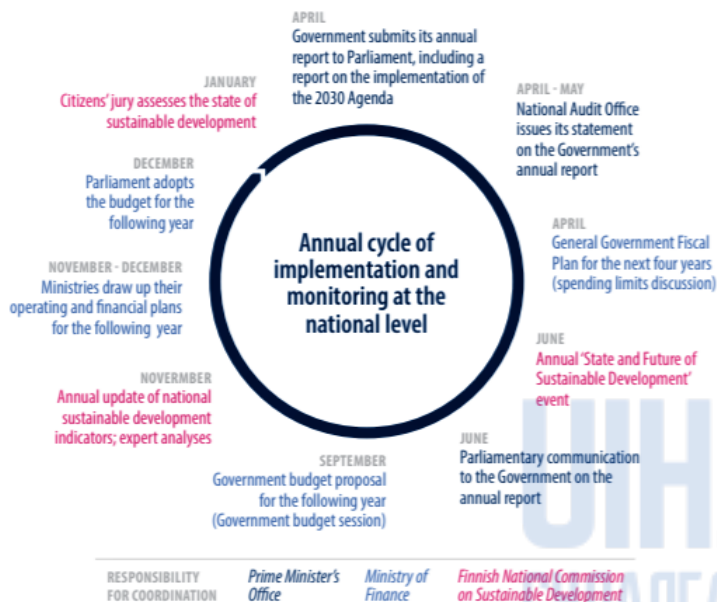 APRIL
Government submits its annual
report to Parliament, including a
report on the implementation of
the 2030 Agenda
APRIL - MAY
National Audit Office
issues its statement
on the Government's
annual report
APRIL
General Government Fiscal
Plan for the next four years
(spending limits discussion)
JUNE
Annual 'State and Future of
Sustainable Development'
event
JUNE
Parliamentary communication
to the Government on the
annual report
SEPTEMBER
Government budget proposal
for the following year
(Government budget session)
NOVERMBER
Annual update of national
sustainable development
indicators; expert analyses
NOVEMBER - DECEMBER
Ministries draw up their
operating and financial plans
for the following year
DECEMBER
Parliament adopts
the budget for the
following year
JANUARY
Citizens' jury assesses the state of
sustainable development
Annual cycle of
implementation and
monitoring at the
national level
RESPONSIBILITY
FOR COORDINATION
Prime Minister's
Office
Ministry of
Finance
Finnish National Commission
on Sustainable Development